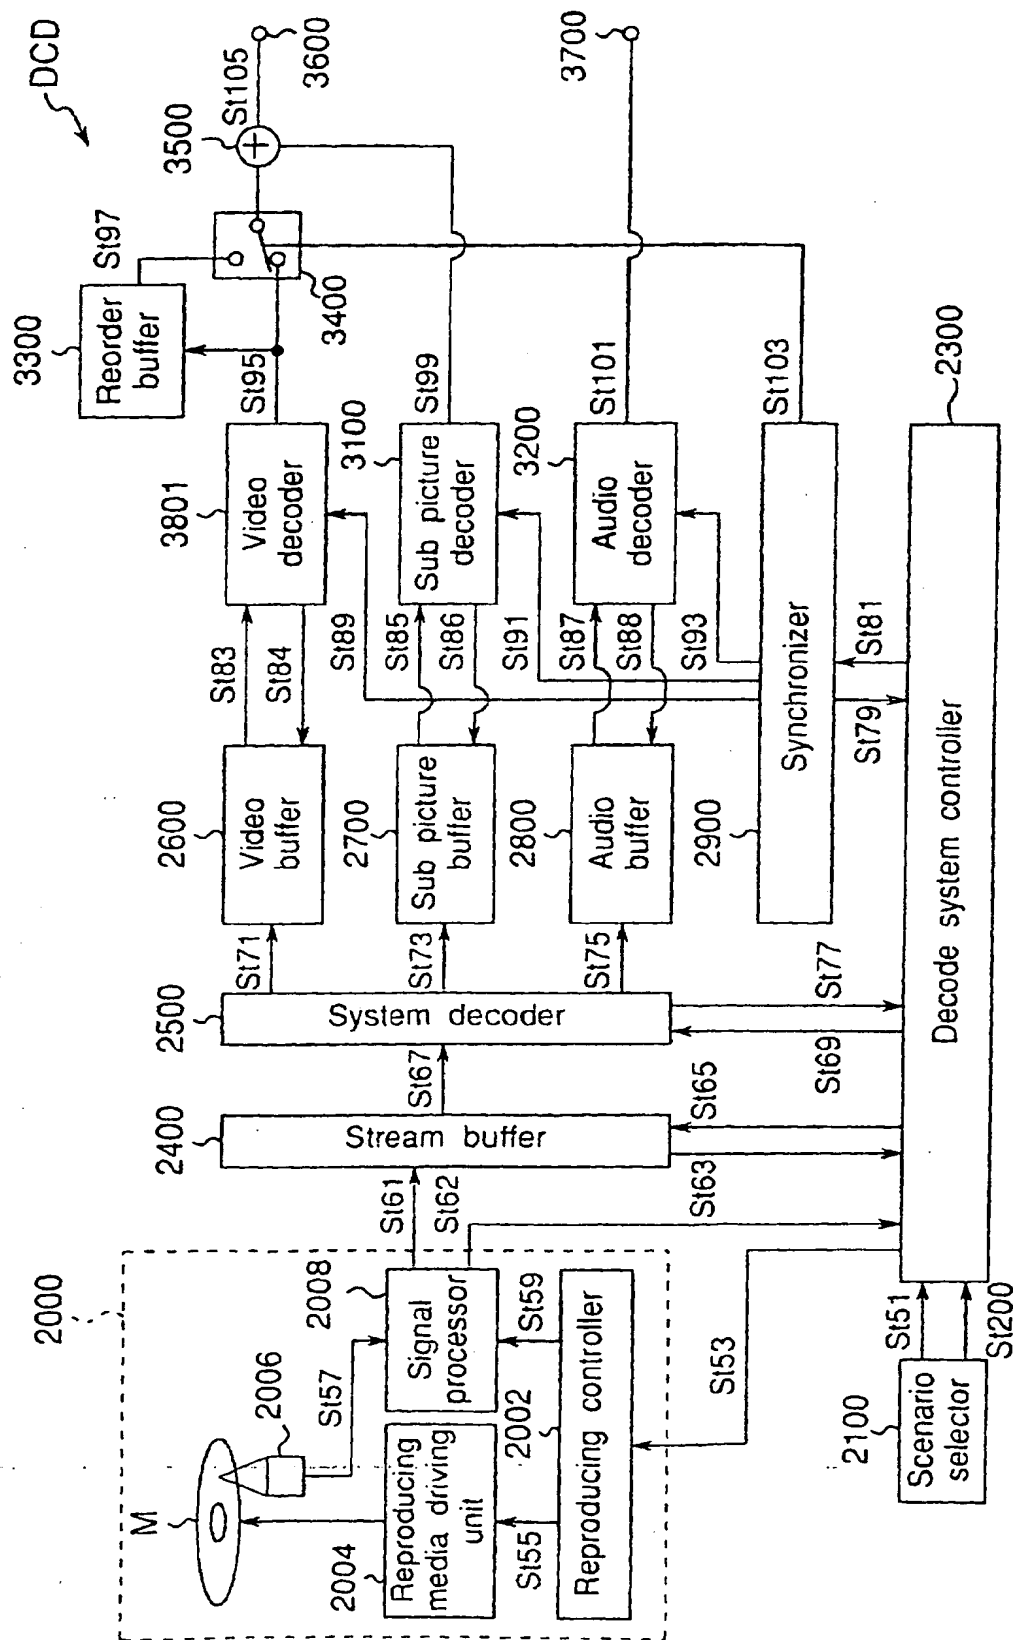 DCD
3600
St105
3500
3700
St97
3300
Reorder
buffer
3400
St95
St99
St101
St103
2300
3801
Video
decoder
3100
Sub picture
decoder
3200
Audio
decoder
St83
St84
St89
St85
St86
St91
St87
St88
St93
St81
St79
Synchronizer
2900
2600
Video
buffer
2700
Sub picture
buffer
2800
Audio
buffer
Decode system controller
St71
St73
St75
St77
2500
System decoder
St69
St67
St65
2400
Stream buffer
St63
St61
St62
2000
2008
Signal
processor
St59
2006
St57
St53
St51
St200
M
2004
Reproducing
media driving
unit
2002
St55
Reproducing controller
2100
Scenario
selector